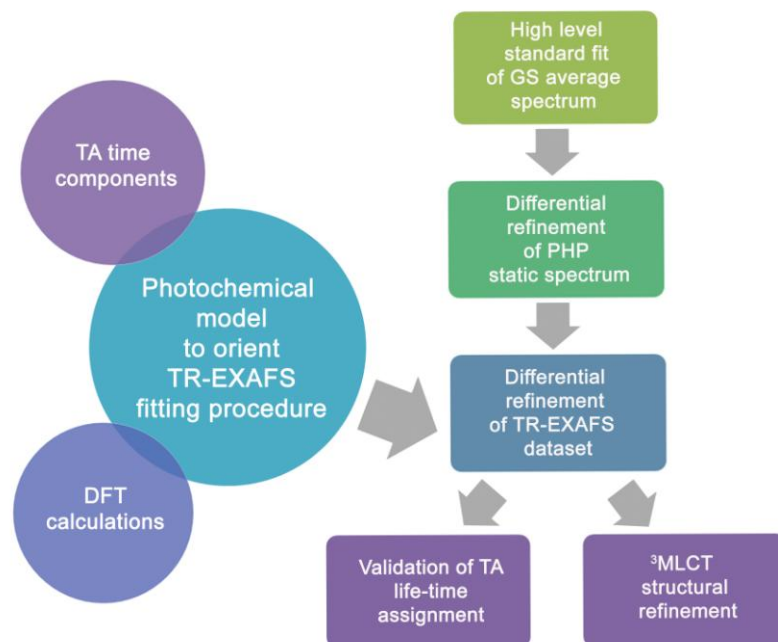 TA time
components
Photochemical
model
to orient
TR-EXAFS
fitting procedure
DFT
calculations
High level
standard fit
of GS average
spectrum
Differential
refinement
of PHP
static spectrum
Differential
refinement
of TR-EXAFS
dataset
Validation of TA
life-time
assignment
³MLCT
structural
refinement